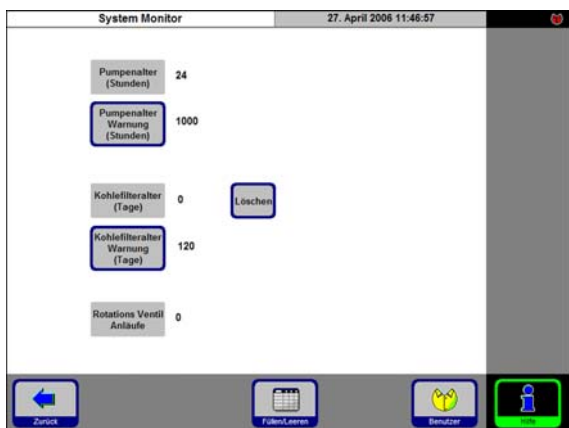 System Monitor
27. April 2006 11:46:57
Pumpenalter
(Stunden)
24
Pumpenalter
Warnung
(Stunden)
1000
Kohlefilteralter
(Tage)
0
Löschen
Kohlefilteralter
Warnung
(Tage)
120
Rotations Ventil
Anläufe
0
Zurück
Füllen/Leeren
Benutzer
Hilfe